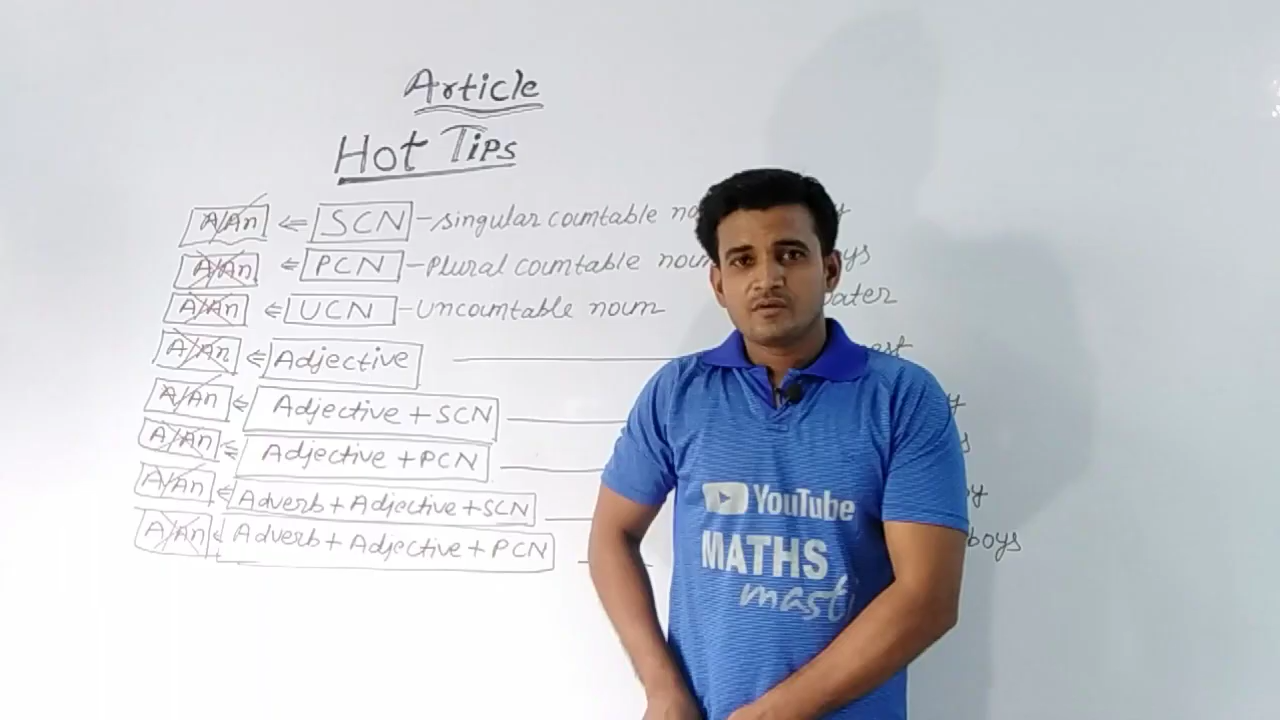 Article
Hot Tips
A/An ⇐ SCN - singular countable
A/An ⇐ PCN - Plural countable noun
A/An ⇐ UCN - Uncountable noun
A/An ⇐ Adjective
A/An ⇐ Adjective + SCN
A/An ⇐ Adjective + PCN
A/An ⇐ Adverb + Adjective + SCN
A/An ⇐ Adverb + Adjective + PCN boys
YouTube
MATHS
masti